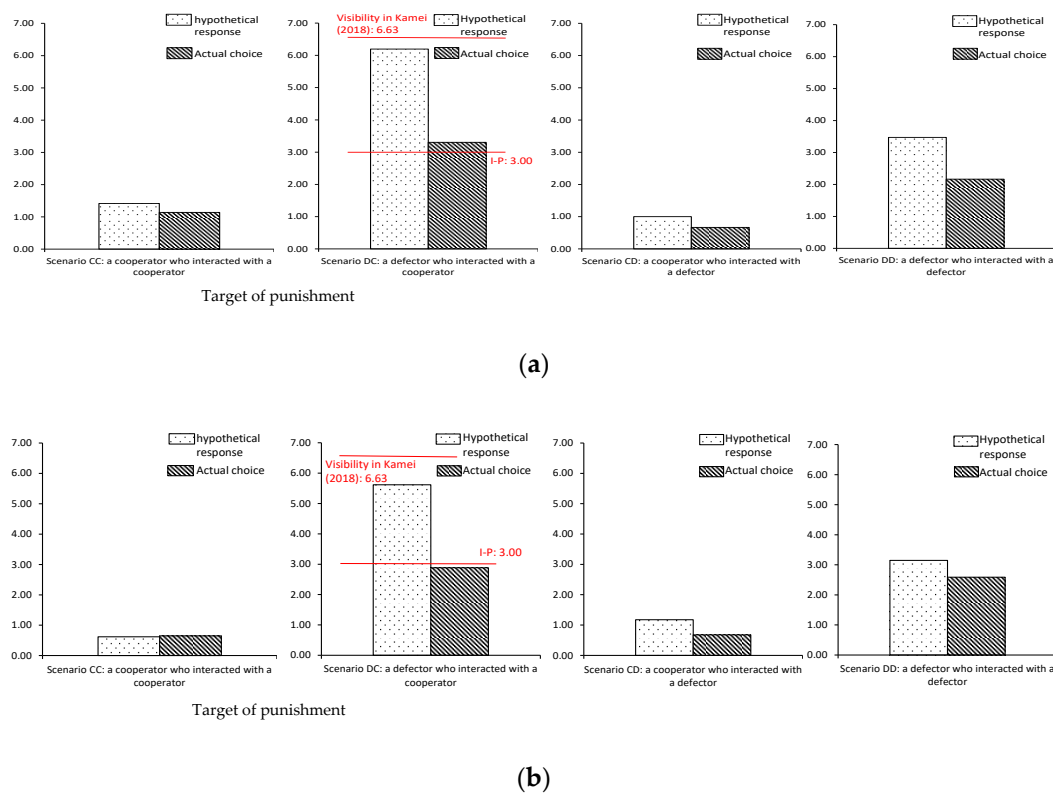 7.00
6.00
5.00
4.00
3.00
2.00
1.00
0.00
hypothetical
response
Actual choice
Scenario CC: a cooperator who interacted with a
cooperator
7.00
6.00
5.00
4.00
3.00
2.00
1.00
0.00
Visibility in Kamei
(2018): 6.63
Hypothetical
response
Actual choice
I-P: 3.00
Scenario DC: a defector who interacted with a
cooperator
7.00
6.00
5.00
4.00
3.00
2.00
1.00
0.00
Hypothetical
response
Actual choice
Scenario CD: a cooperator who interacted with
a defector
7.00
6.00
5.00
4.00
3.00
2.00
1.00
0.00
Hypothetical
response
Actual choice
Scenario DD: a defector who interacted with a
defector
Target of punishment
(a)
7.00
6.00
5.00
4.00
3.00
2.00
1.00
0.00
hypothetical
response
Actual choice
Scenario CC: a cooperator who interacted with a
cooperator
7.00
6.00
5.00
4.00
3.00
2.00
1.00
0.00
Hypothetical
response
Visibility in Kamei
(2018): 6.63
Actual choice
I-P: 3.00
Scenario DC: a defector who interacted with a
cooperator
7.00
6.00
5.00
4.00
3.00
2.00
1.00
0.00
Hypothetical
response
Actual choice
Scenario CD: a cooperator who interacted with
a defector
7.00
6.00
5.00
4.00
3.00
2.00
1.00
0.00
Hypothetical
response
Actual choice
Scenario DD: a defector who interacted with a
defector
Target of punishment
(b)